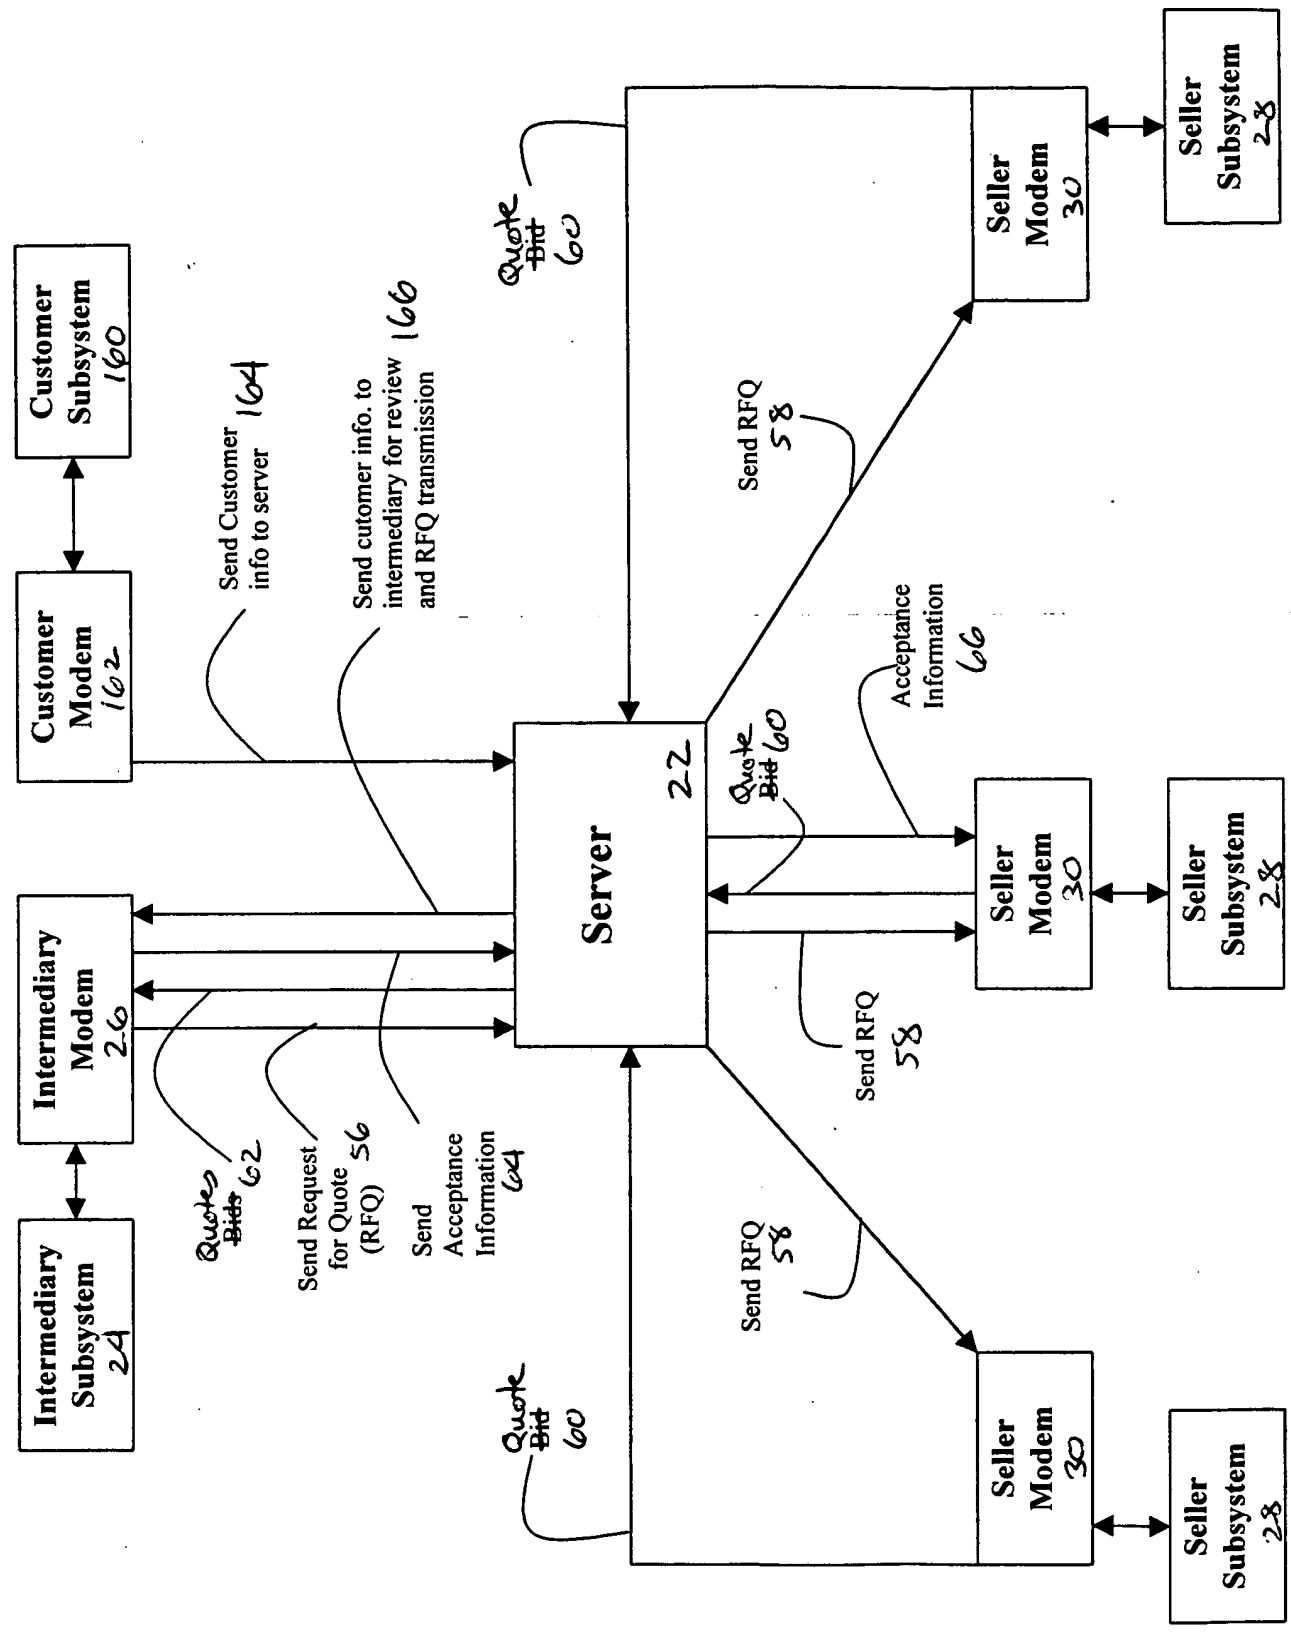 Intermediary
Subsystem
24
Intermediary
Modem
26
Customer
Modem
162
Customer
Subsystem
160
Quotes
Bids 62
Send Request
for Quote 56
(RFQ)
Send
Acceptance
Information 64
Send Customer
info to server 164
Send cutomer info. to
intermediary for review 166
and RFQ transmission
Quote
Bid
60
Server
22
Quote
Bid
60
Send RFQ
58
Send RFQ
58
Quote
Bid 60
Acceptance
Information
66
Send RFQ
58
Seller
Modem
30
Seller
Modem
30
Seller
Modem
30
Seller
Subsystem
28
Seller
Subsystem
28
Seller
Subsystem
28